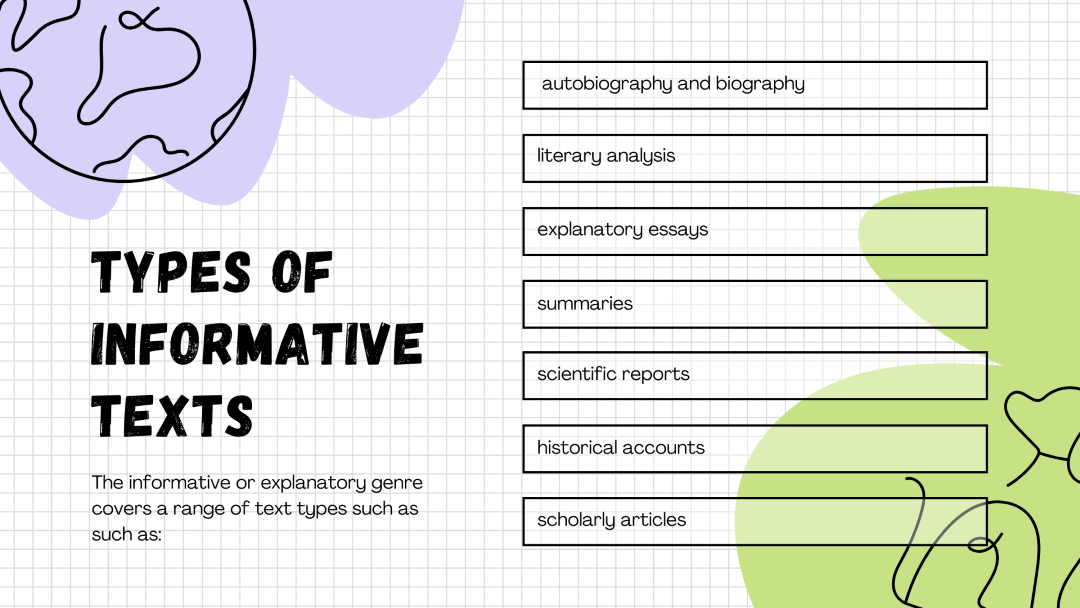 TYPES OF
INFORMATIVE
TEXTS
The informative or explanatory genre
covers a range of text types such as
such as:
autobiography and biography
literary analysis
explanatory essays
summaries
scientific reports
historical accounts
scholarly articles